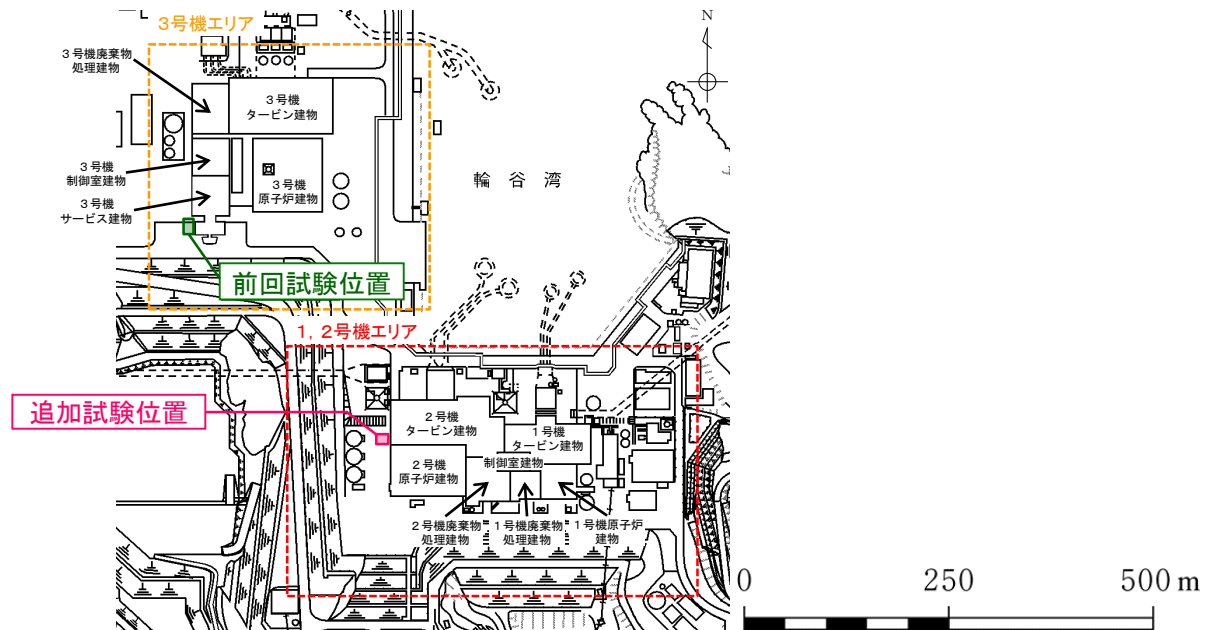 3号機エリア
N
3号機廃棄物
処理建物
3号機
タービン建物
3号機
制御室建物
3号機
原子炉建物
輪谷湾
3号機
サービス建物
前回試験位置
1，2号機エリア
追加試験位置
2号機
タービン建物
1号機
タービン建物
2号機
原子炉建物
制御室建物
2号機廃棄物
処理建物
1号機廃棄物
処理建物
1号機原子炉
建物
0 250 500 m